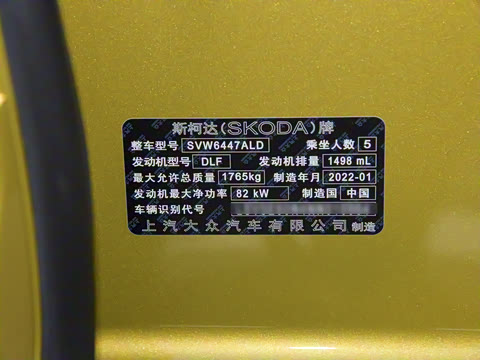 斯柯达(SKODA)牌
整车型号 SVW6447ALD 乘坐人数 5
发动机型号 DLF 发动机排量 1498 mL
最大允许总质量 1765kg 制造年月 2022-01
发动机最大净功率 82 kW 制造国 中国
车辆识别代号
上汽大众汽车有限公司 制造